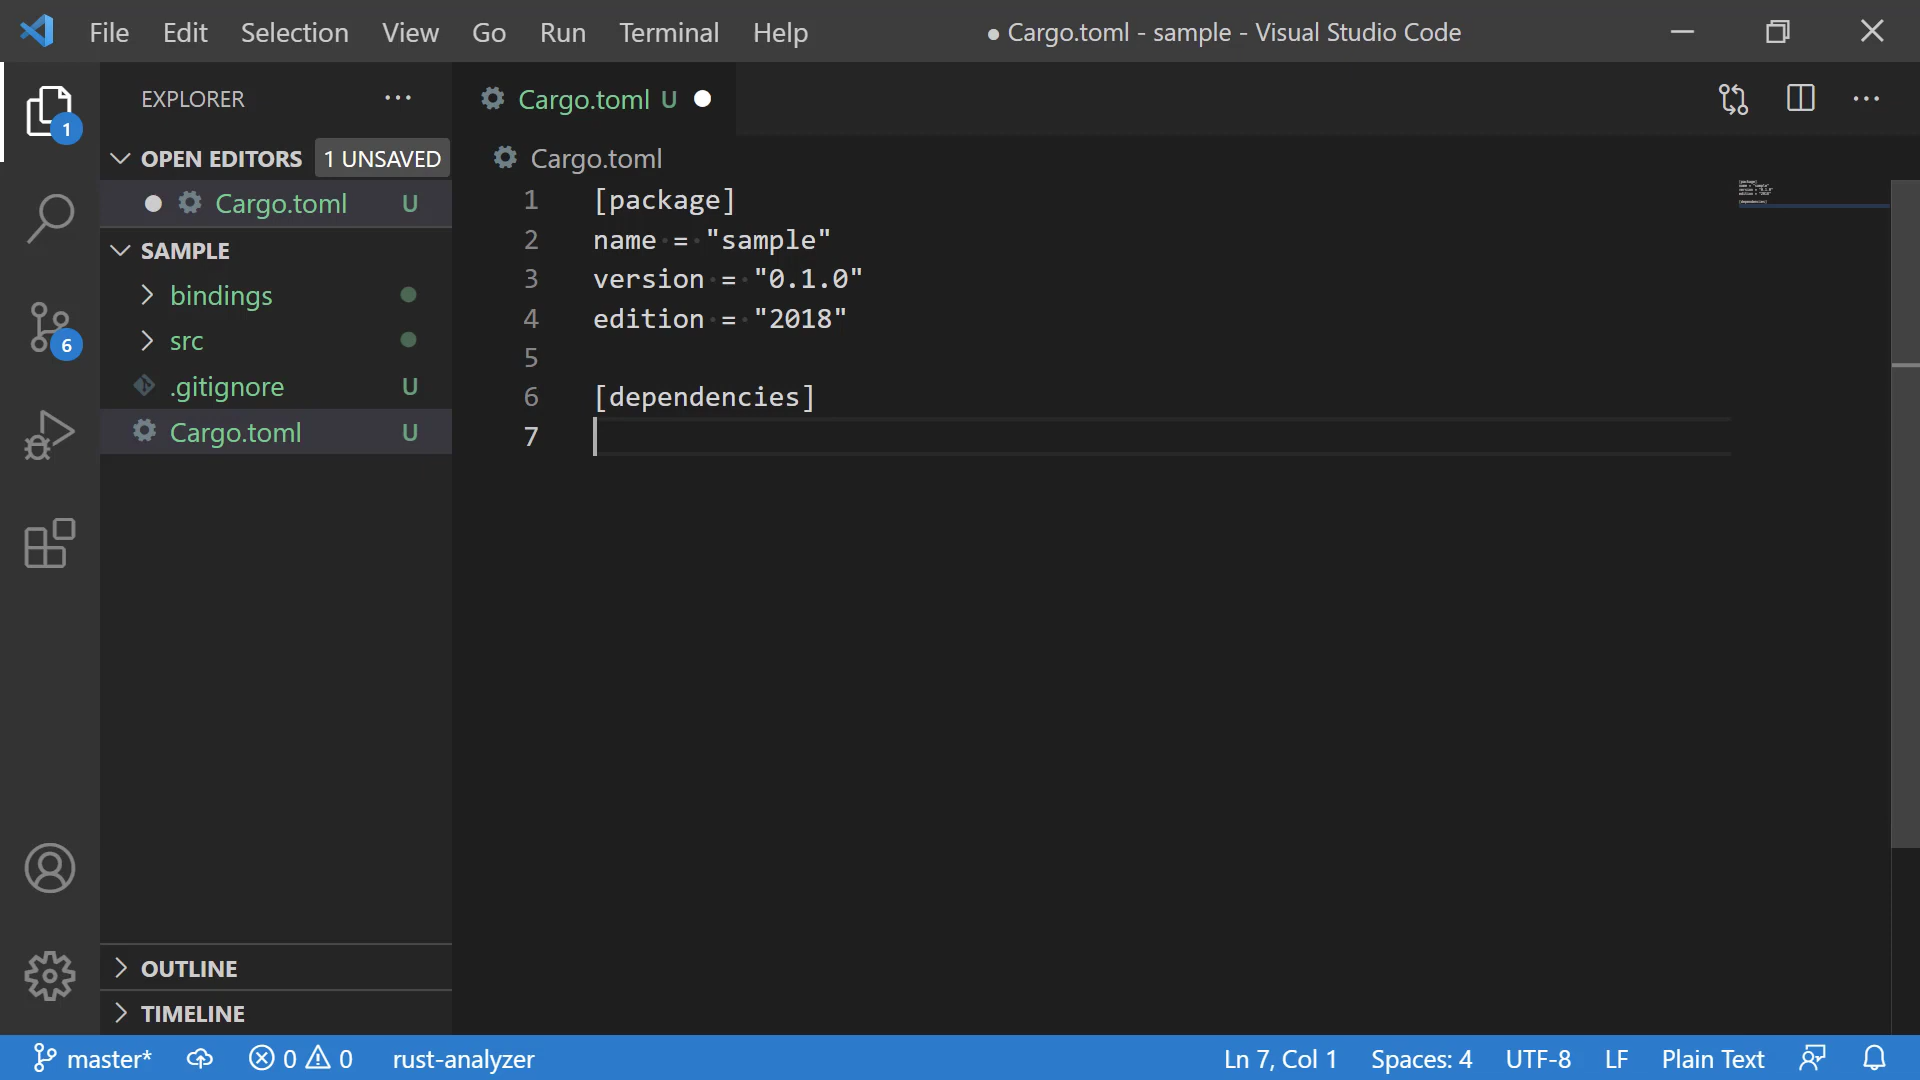 File Edit Selection View Go Run Terminal Help ● Cargo.toml - sample - Visual Studio Code
EXPLORER
Cargo.toml U
1
OPEN EDITORS 1 UNSAVED
Cargo.toml
Cargo.toml U
SAMPLE
bindings
src
6
.gitignore U
Cargo.toml U
1 [package]
2 name = "sample"
3 version = "0.1.0"
4 edition = "2018"
5
6 [dependencies]
7
OUTLINE
TIMELINE
master* 0 0 rust-analyzer Ln 7, Col 1 Spaces: 4 UTF-8 LF Plain Text